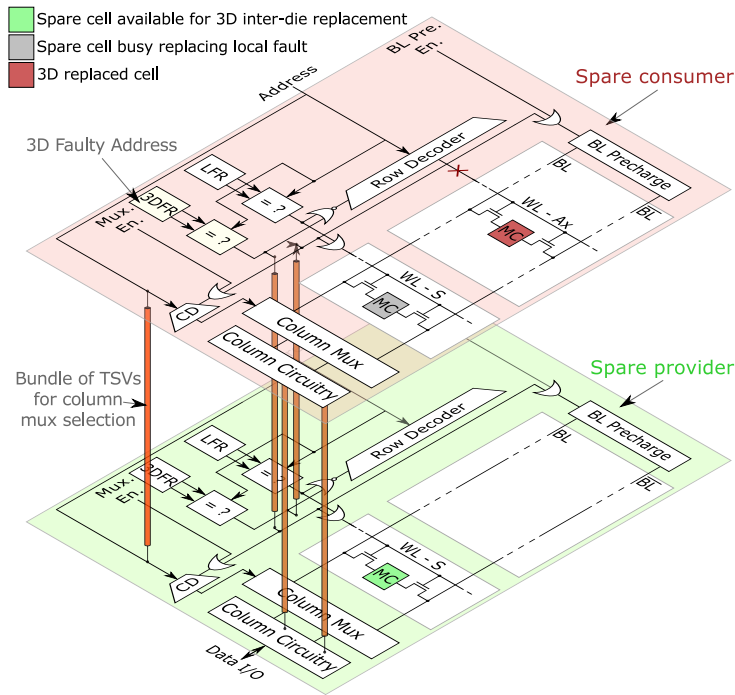 Spare cell available for 3D inter-die replacement
Spare cell busy replacing local fault
3D replaced cell
BL Pre.
En.
Address
Spare consumer
3D Faulty Address
LFR
Row Decoder
BL
BL Precharge
3DFR
= ?
BL
Mux.
En.
= ?
WL - Ax
MC
WL - S
MC
CD
Column Mux
Column Circuitry
Bundle of TSVs
for column
mux selection
Spare provider
LFR
Row Decoder
BL
BL Precharge
3DFR
= ?
BL
Mux.
En.
= ?
WL - S
MC
CD
Column Mux
Column Circuitry
Data I/O